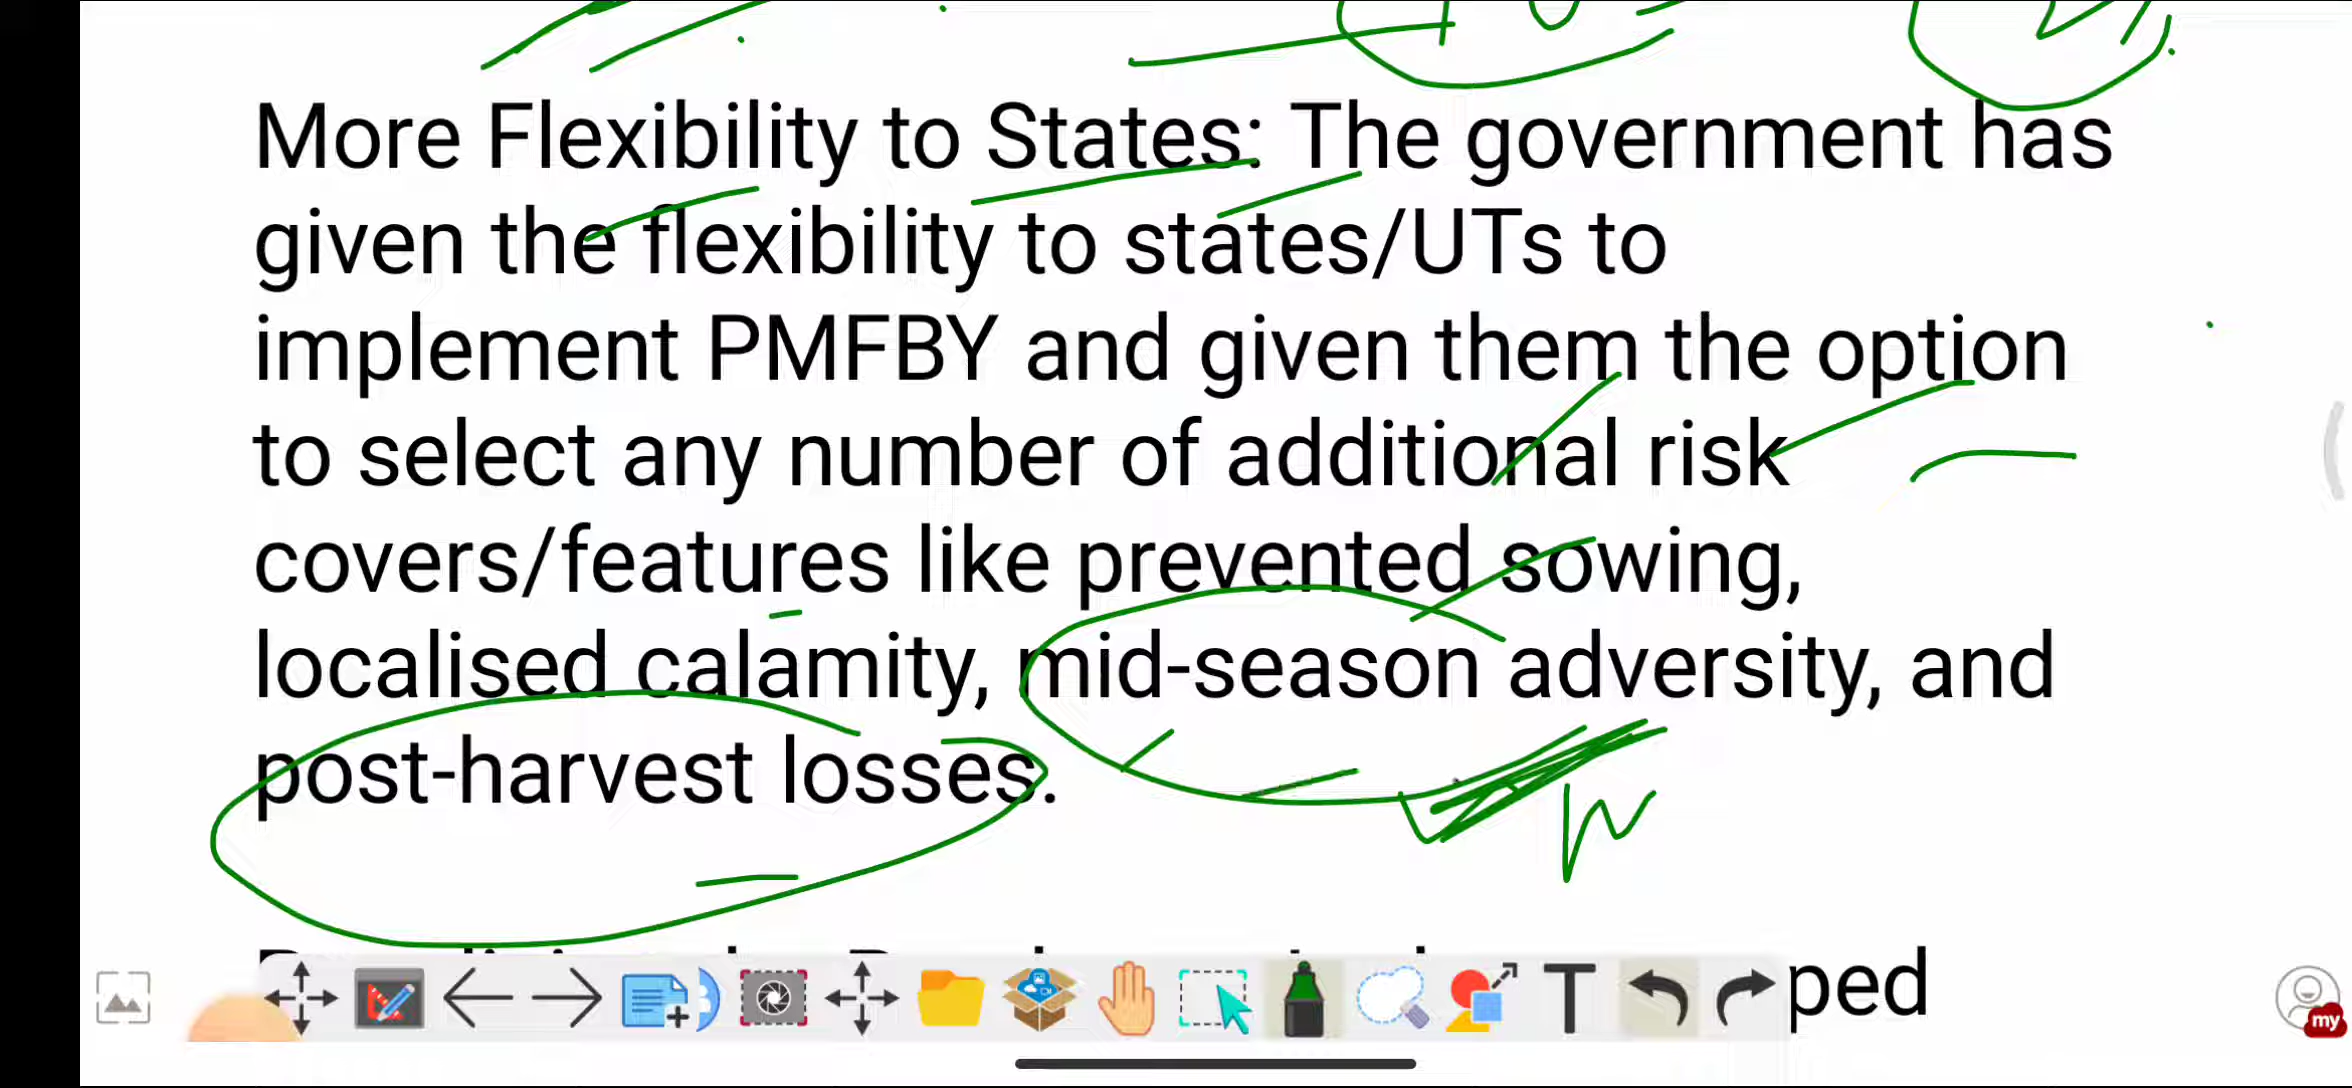 More Flexibility to States: The government has
given the flexibility to states/UTs to
implement PMFBY and given them the option
to select any number of additional risk
covers/features like prevented sowing,
localised calamity, mid-season adversity, and
post-harvest losses.
T
my